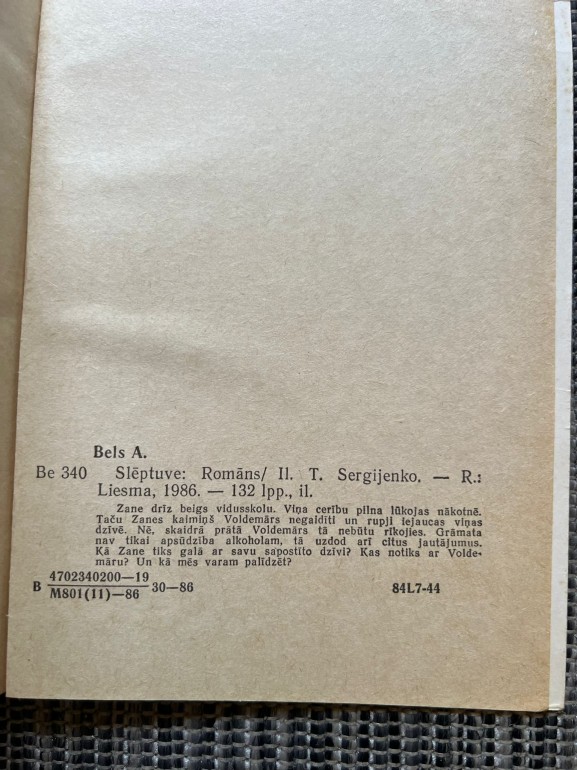 Bels A.
Be 340 Slēptuve: Romāns/ Il. T. Sergijenko. — R.:
Liesma, 1986. — 132 lpp., il.
Zane drīz beigs vidusskolu. Viņa cerību pilna lūkojas nākotnē.
Taču Zanes kaimiņš Voldemārs negaidīti un rupji iejaucas viņas
dzīvē. Nē, skaidrā prātā Voldemārs tā nebūtu rīkojies. Grāmata
nav tikai apsūdzība alkoholam, tā uzdod arī citus jautājumus.
Kā Zane tiks galā ar savu sapostīto dzīvi? Kas notiks ar Volde-
māru? Un kā mēs varam palīdzēt?
4702340200—19
B 30—86 84L7-44
M801(11)—86